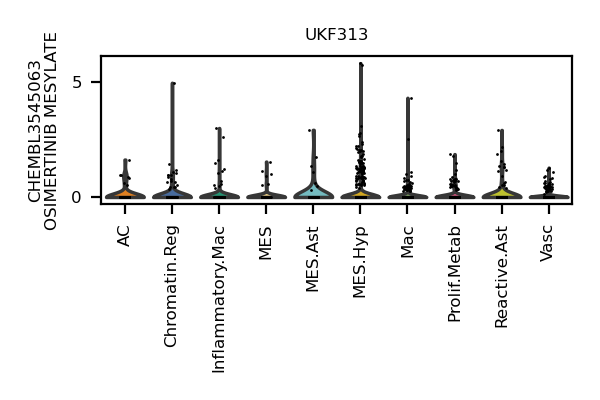 UKF313
CHEMBL3545063
OSIMERTINIB MESYLATE
5
0
AC
Chromatin.Reg
Inflammatory.Mac
MES
MES.Ast
MES.Hyp
Mac
Prolif.Metab
Reactive.Ast
Vasc